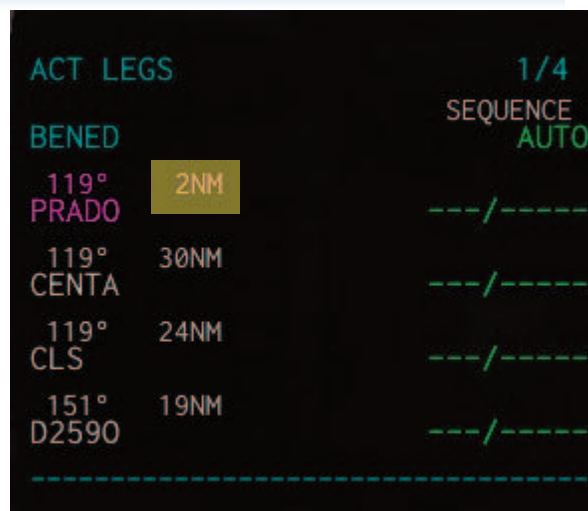 ACT LEGS 1/4
SEQUENCE
BENED AUTO
119° 2NM
PRADO ---/-----
119° 30NM
CENTA ---/-----
119° 24NM
CLS ---/-----
151° 19NM
D2590 ---/-----
--------------------------------